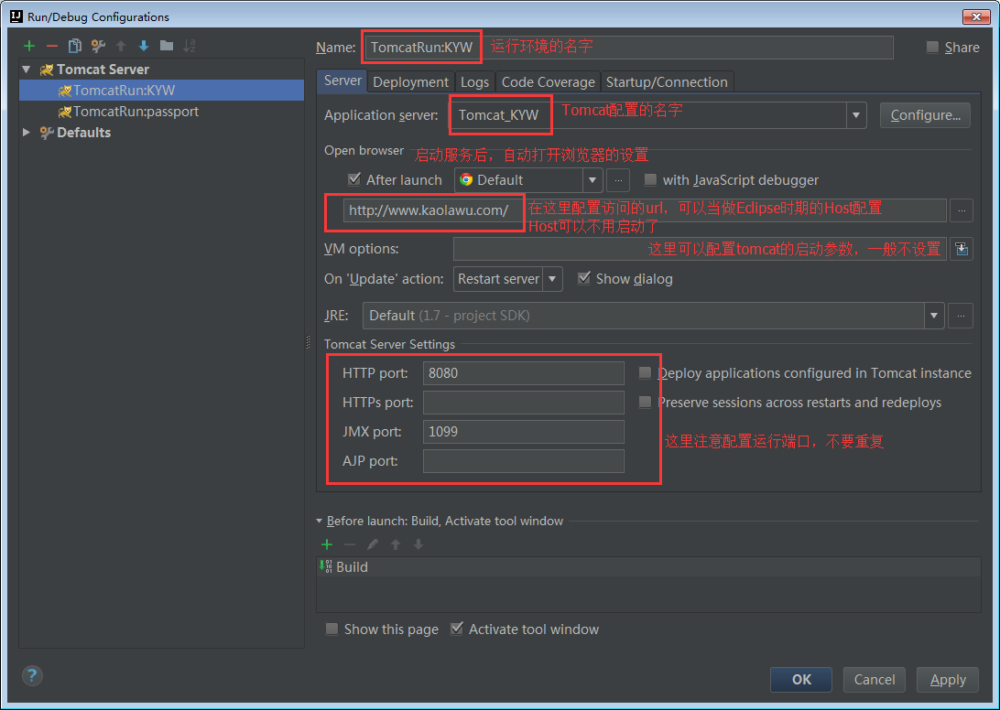 Run/Debug Configurations
Name: TomcatRun:KYW 运行环境的名字 Share
Tomcat Server
TomcatRun:KYW
TomcatRun:passport
Defaults
Server Deployment Logs Code Coverage Startup/Connection
Application server: Tomcat_KYW Tomcat配置的名字 Configure...
Open browser 启动服务后，自动打开浏览器的设置
After launch Default ... with JavaScript debugger
http://www.kaolawu.com/ 在这里配置访问的url，可以当做Eclipse时期的Host配置 ...
Host可以不用启动了
VM options: 这里可以配置tomcat的启动参数，一般不设置
On 'Update' action: Restart server Show dialog
JRE: Default (1.7 - project SDK) ...
Tomcat Server Settings
HTTP port: 8080 Deploy applications configured in Tomcat instance
HTTPs port: Preserve sessions across restarts and redeploys
JMX port: 1099 这里注意配置运行端口，不要重复
AJP port:
Before launch: Build, Activate tool window
Build
Show this page Activate tool window
? OK Cancel Apply